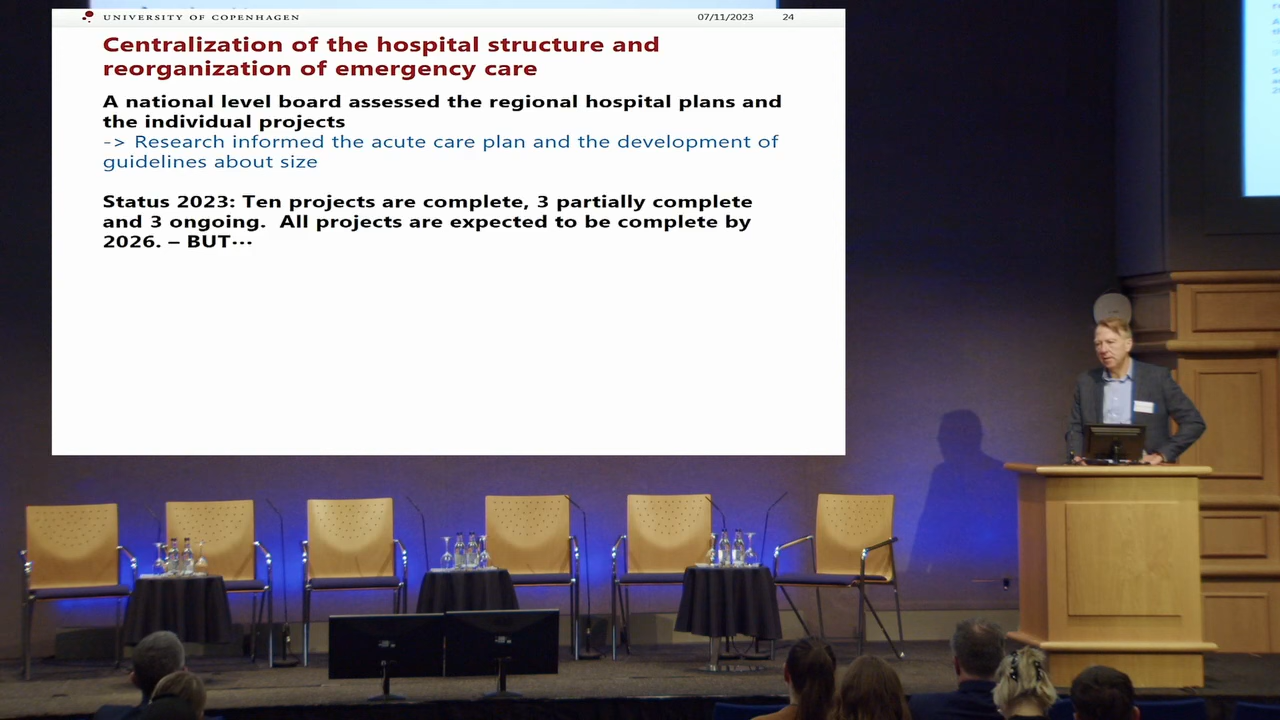 UNIVERSITY OF COPENHAGEN 07/11/2023 24
Centralization of the hospital structure and
reorganization of emergency care
A national level board assessed the regional hospital plans and
the individual projects
-> Research informed the acute care plan and the development of
guidelines about size
Status 2023: Ten projects are complete, 3 partially complete
and 3 ongoing.  All projects are expected to be complete by
2026. – BUT…